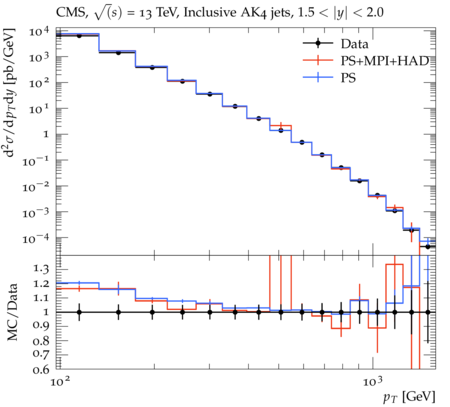 CMS, √(s) = 13 TeV, Inclusive AK4 jets, 1.5 < |y| < 2.0
Data
PS+MPI+HAD
PS
d²σ/dp_T dy [pb/GeV]
10⁴
10³
10²
10¹
1
10⁻¹
10⁻²
10⁻³
10⁻⁴
MC/Data
1.3
1.2
1.1
1
0.9
0.8
0.7
0.6
10²
10³
p_T [GeV]